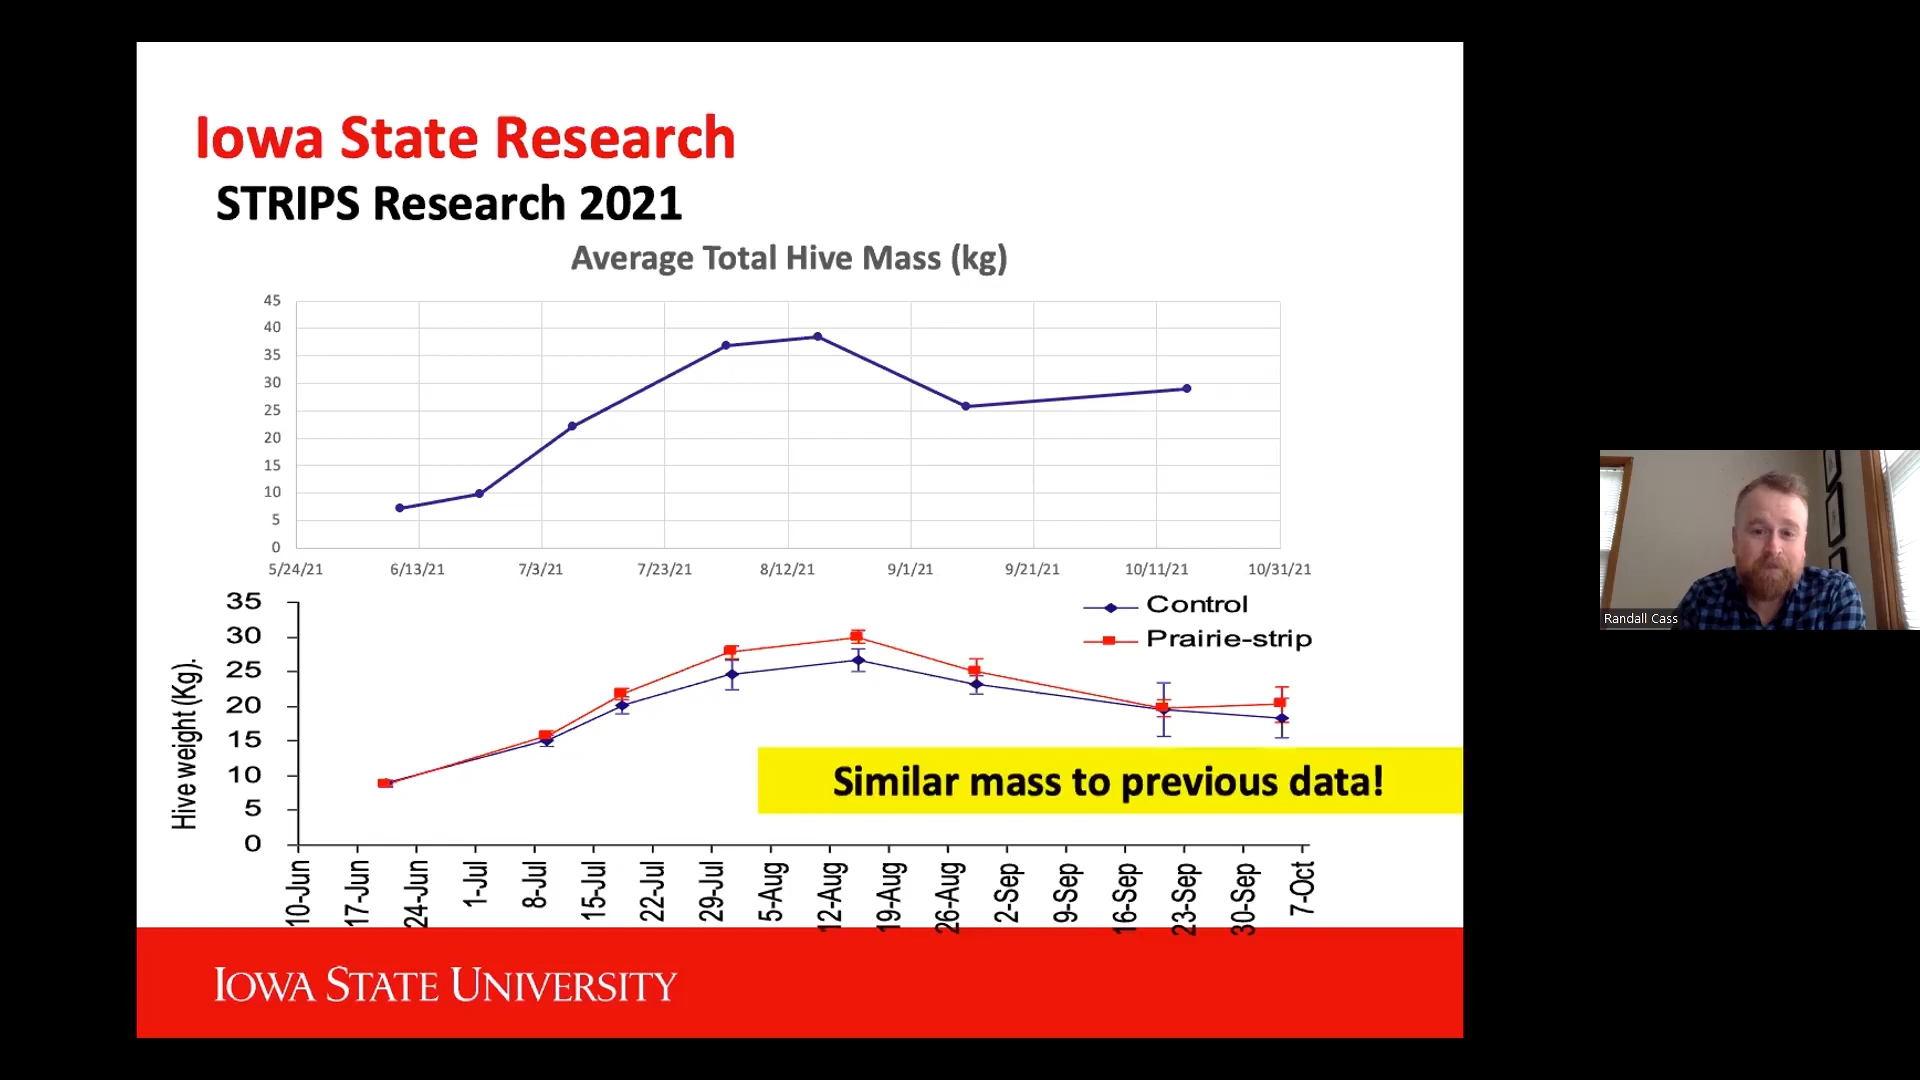 Iowa State Research
STRIPS Research 2021
Average Total Hive Mass (kg)
45
40
35
30
25
20
15
10
5
0
5/24/21 6/13/21 7/3/21 7/23/21 8/12/21 9/1/21 9/21/21 10/11/21 10/31/21
Control
Prairie-strip
Hive weight (Kg).
35
30
25
20
15
10
5
0
Similar mass to previous data!
10-Jun 17-Jun 24-Jun 1-Jul 8-Jul 15-Jul 22-Jul 29-Jul 5-Aug 12-Aug 19-Aug 26-Aug 2-Sep 9-Sep 16-Sep 23-Sep 30-Sep 7-Oct
IOWA STATE UNIVERSITY
Randall Cass